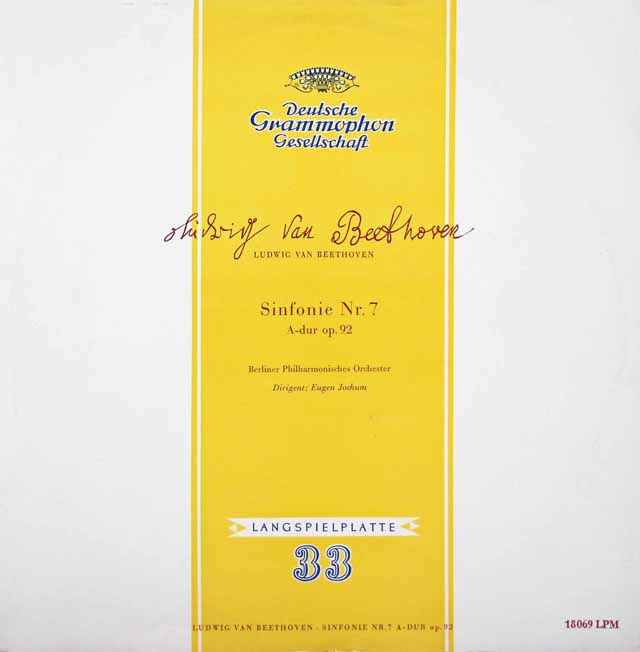 Deutsche
Grammophon
Gesellschaft
Ludwig van Beethoven
LUDWIG VAN BEETHOVEN
Sinfonie Nr. 7
A-dur op. 92
Berliner Philharmonisches Orchester
Dirigent: Eugen Jochum
LANGSPIELPLATTE
33
LUDWIG VAN BEETHOVEN · SINFONIE NR. 7 A-DUR op. 92
18069 LPM